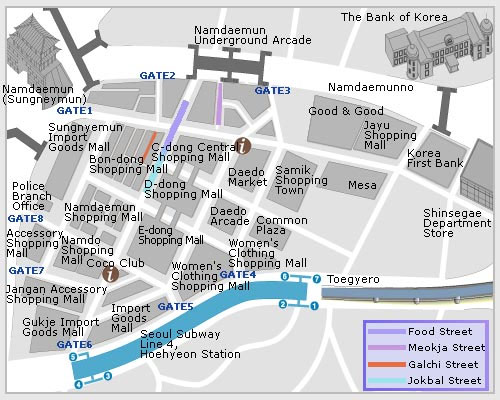 The Bank of Korea
Namdaemun
Underground Arcade
GATE2
Namdaemun
(Sungneymun)
GATE3
Namdaemunno
GATE1
Good & Good
Jayu
Shopping
Mall
Sungnyemun
Import
Goods Mall
C-dong Central
Shopping Mall
i
Bon-dong
Shopping Mall
Korea
First Bank
Daedo
Market
Samik
Shopping
Town
Mesa
D-dong
Shopping Mall
Police
Branch
Office
Namdaemun
Shopping Mall
Daedo
Arcade
Common
Plaza
Shinsegae
Department
Store
GATE8
Accessory
Shopping
Mall
Namdo
Shopping
Mall
E-dong
Shopping Mall
Women's
Clothing
Shopping Mall
Coco Club
i
GATE7
Women's
Clothing
Shopping Mall
GATE4
6
7
Toegyero
Jangan Accessory
Shopping Mall
2
1
Import
Goods
Mall
GATE5
Gukje Import
Goods Mall
Seoul Subway
Line 4,
Hoehyeon Station
GATE6
5
4
3
Food Street
Meokja Street
Galchi Street
Jokbal Street